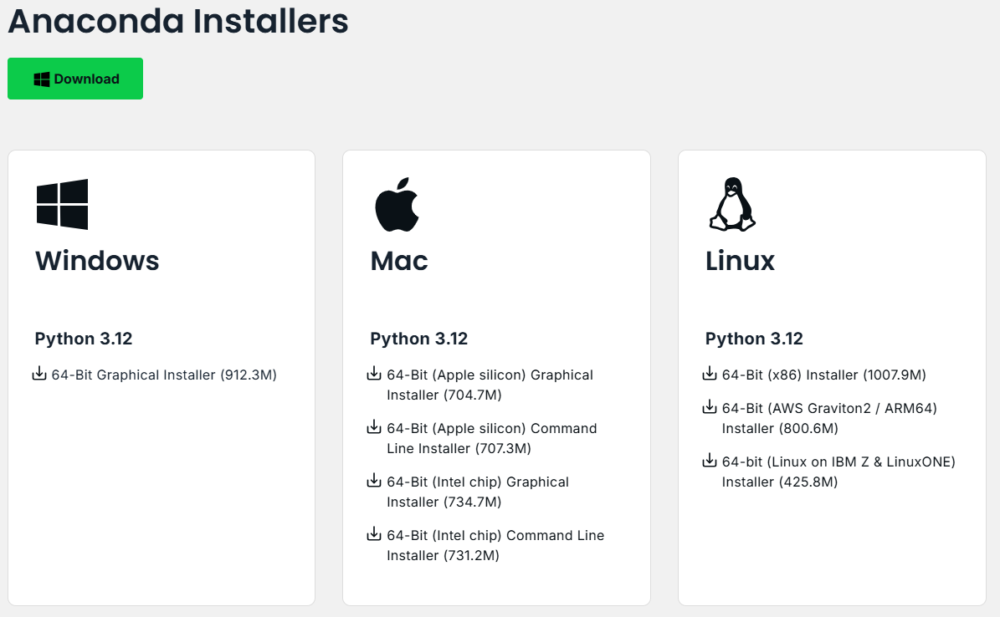 Anaconda Installers
Download
Windows
Python 3.12
64-Bit Graphical Installer (912.3M)
Mac
Python 3.12
64-Bit (Apple silicon) Graphical
Installer (704.7M)
64-Bit (Apple silicon) Command
Line Installer (707.3M)
64-Bit (Intel chip) Graphical
Installer (734.7M)
64-Bit (Intel chip) Command Line
Installer (731.2M)
Linux
Python 3.12
64-Bit (x86) Installer (1007.9M)
64-Bit (AWS Graviton2 / ARM64)
Installer (800.6M)
64-bit (Linux on IBM Z & LinuxONE)
Installer (425.8M)